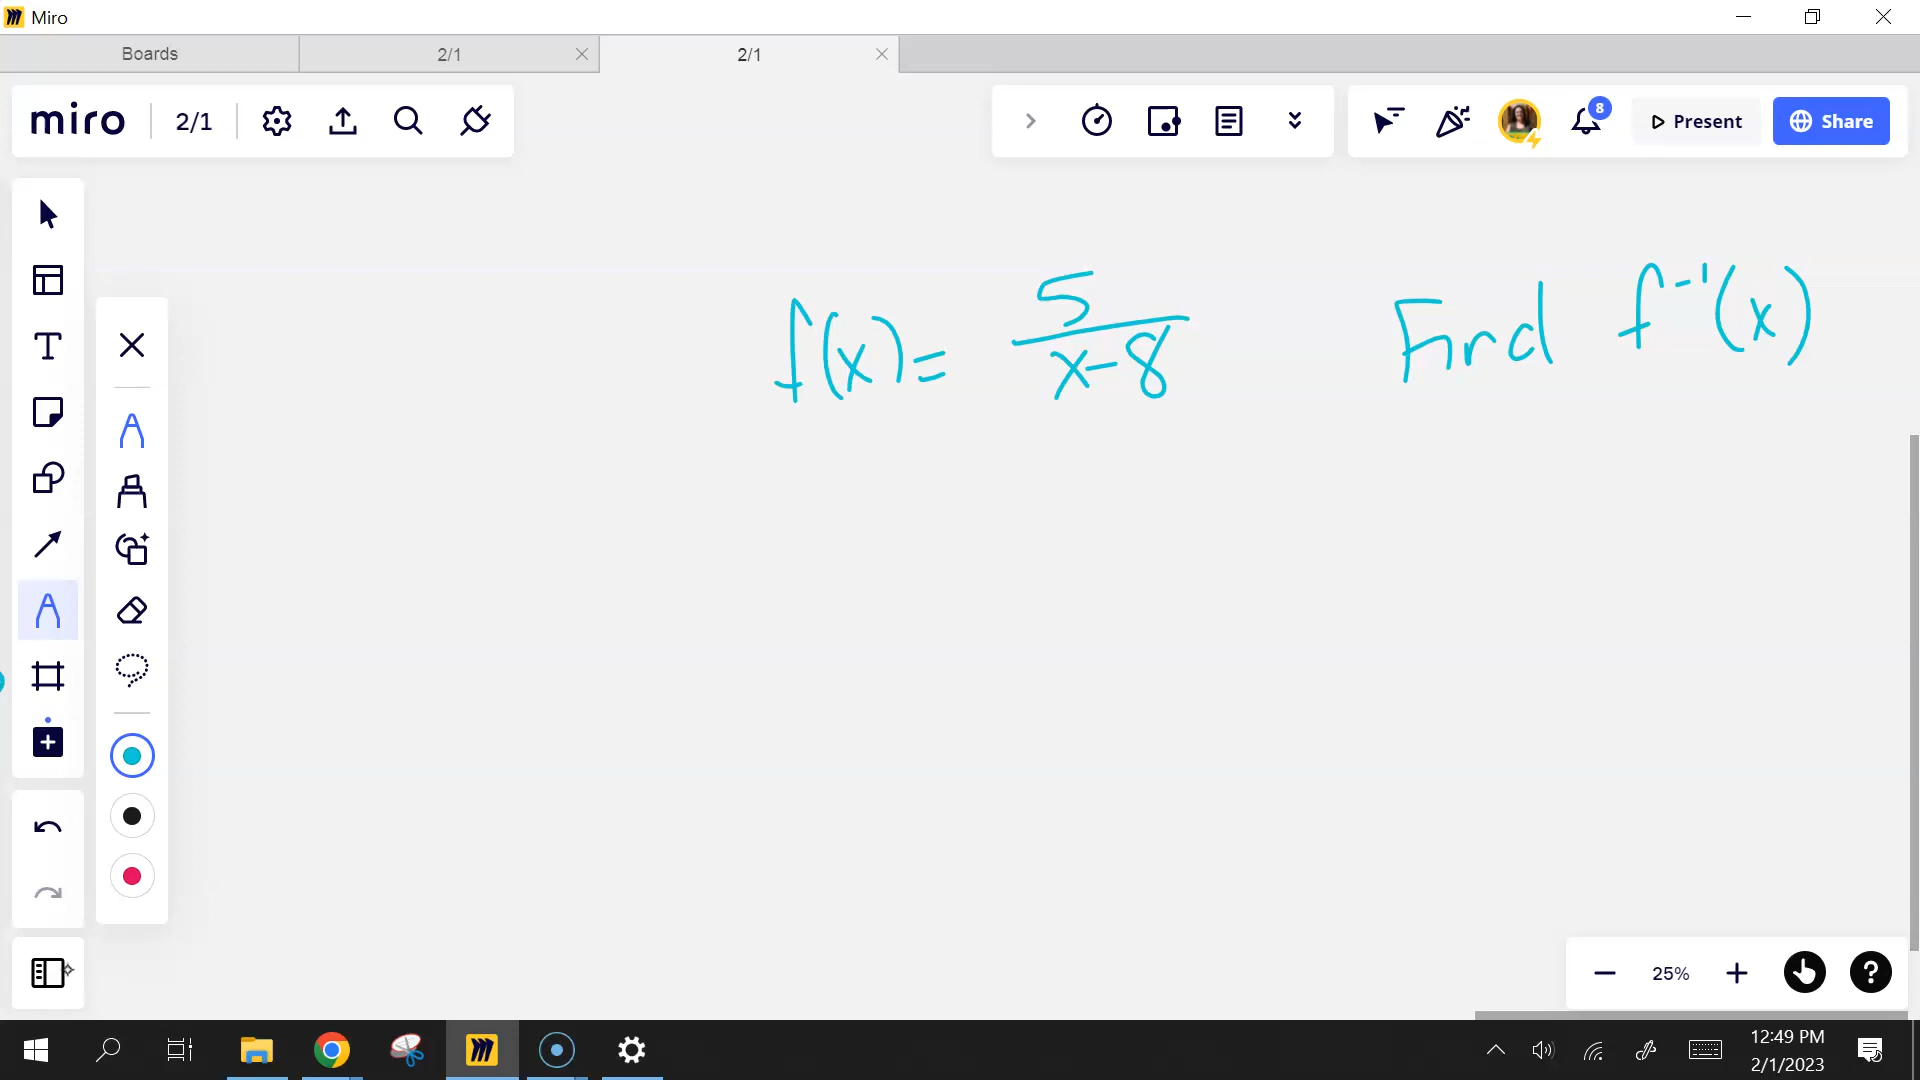 Miro
Boards 2/1 2/1
miro 2/1 8 Present Share
f(x) = 5/(x-8) Find f⁻¹(x)
25%
12:49 PM
2/1/2023